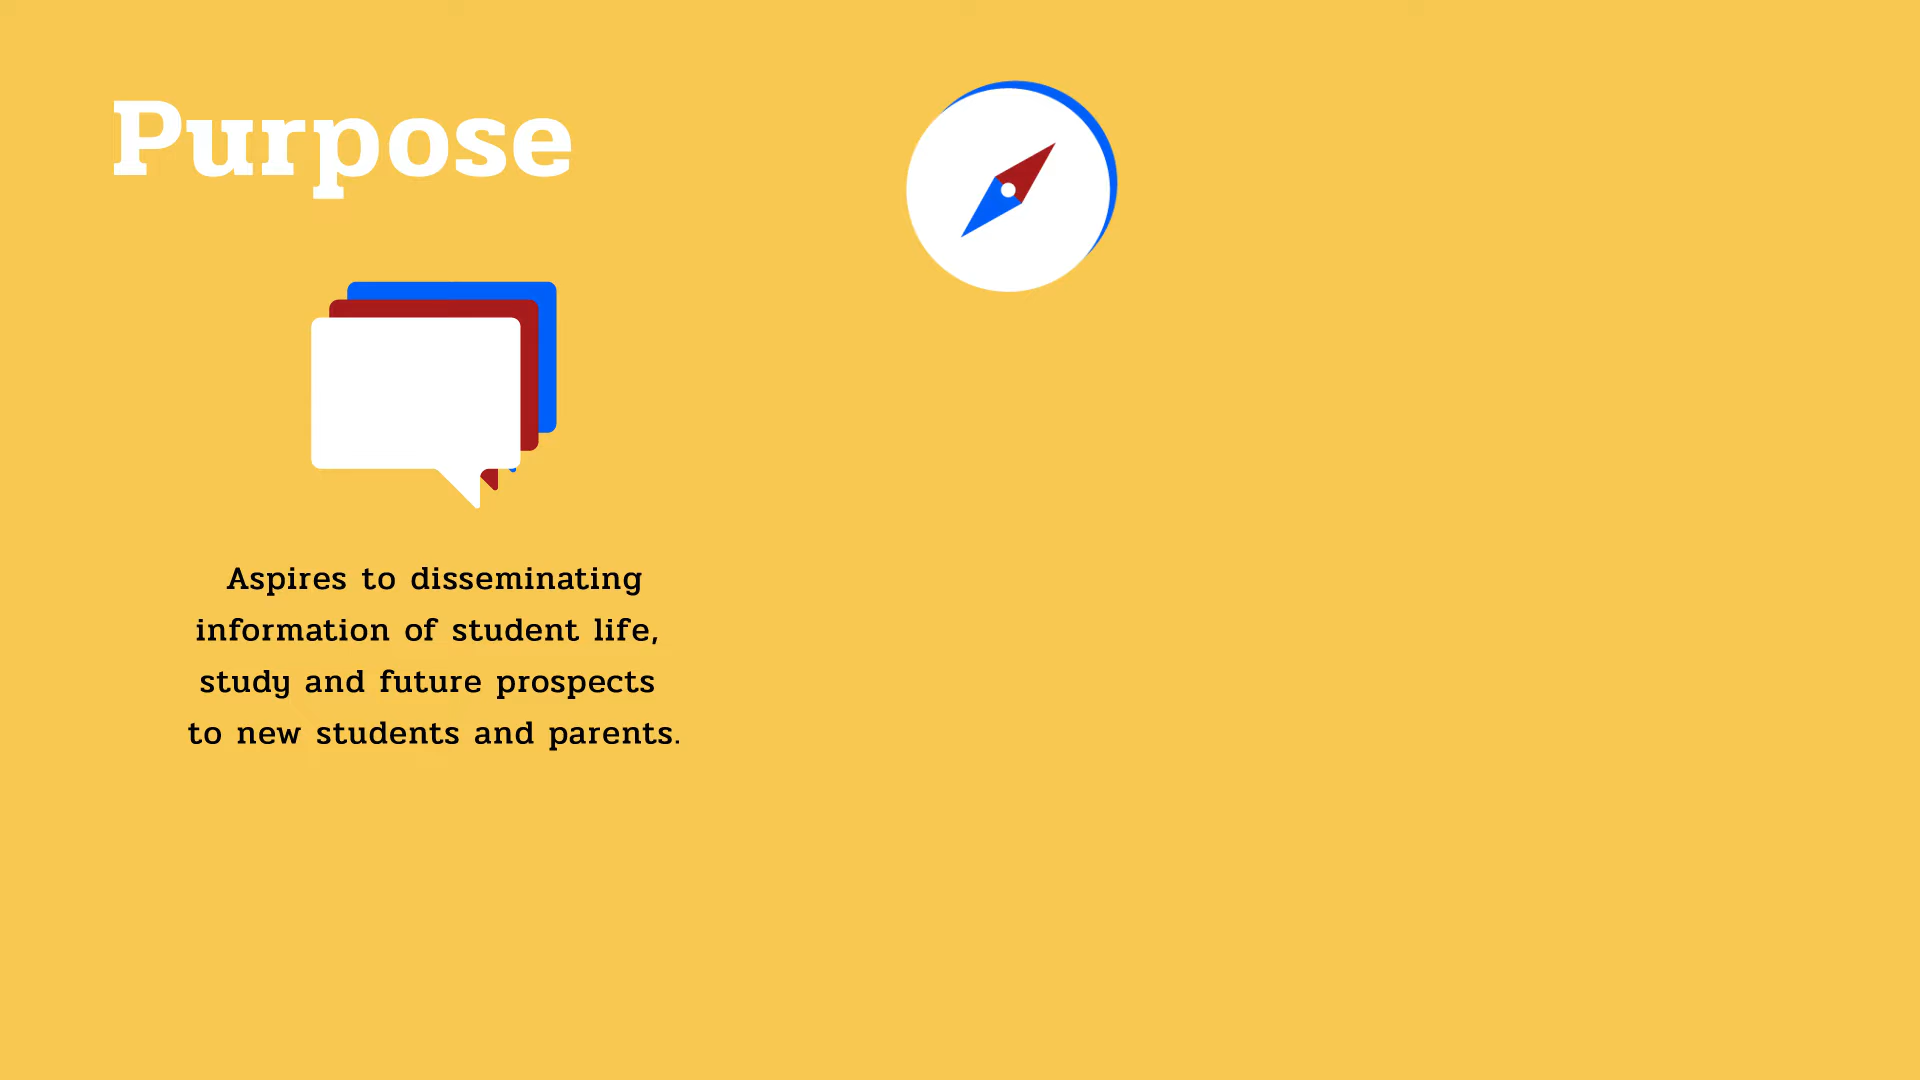 Purpose
Aspires to disseminating
information of student life,
study and future prospects
to new students and parents.